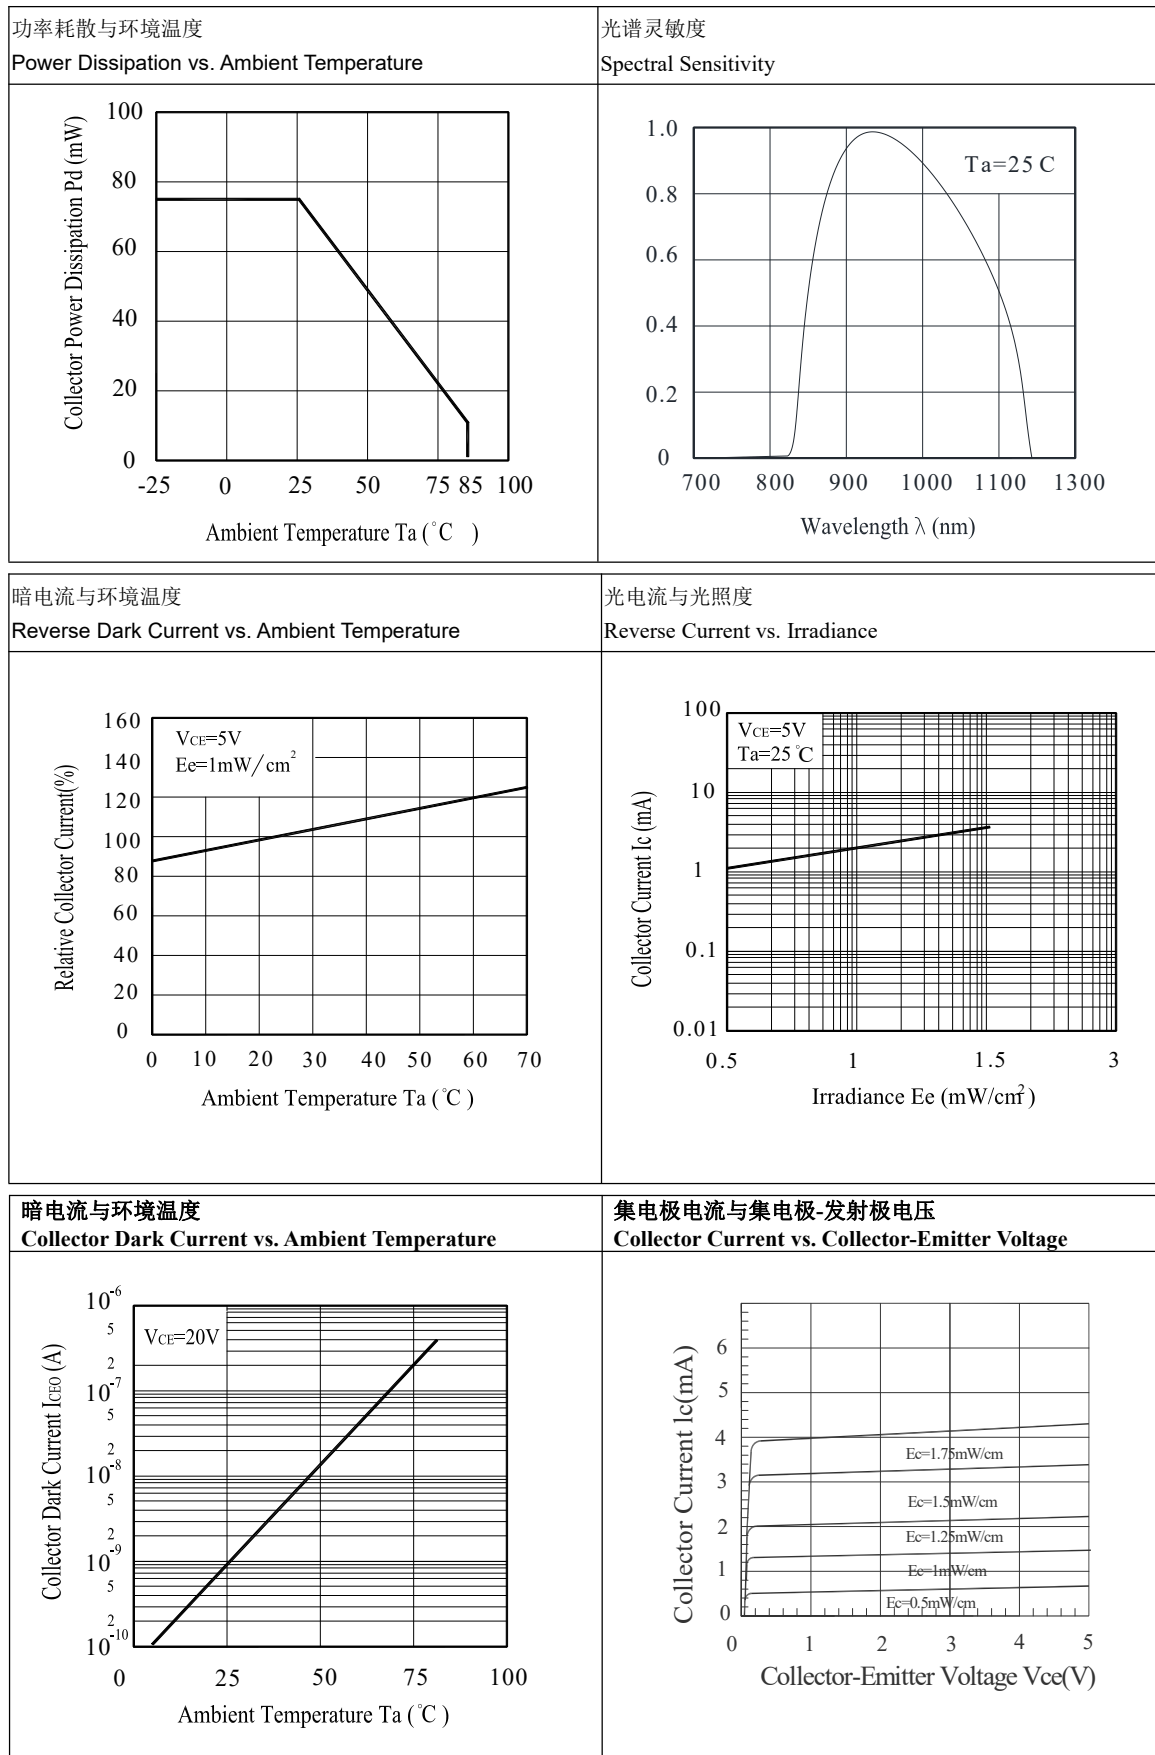 功率耗散与环境温度
Power Dissipation vs. Ambient Temperature
光谱灵敏度
Spectral Sensitivity
Collector Power Dissipation Pd (mW)
100
80
60
40
20
0
-25 0 25 50 75 85 100
Ambient Temperature Ta (°C )
1.0
0.8
0.6
0.4
0.2
0
Ta=25 C
700 800 900 1000 1100 1300
Wavelength λ (nm)
暗电流与环境温度
Reverse Dark Current vs. Ambient Temperature
光电流与光照度
Reverse Current vs. Irradiance
Relative Collector Current(%)
160
140
120
100
80
60
40
20
0
VCE=5V
Ee=1mW/cm²
0 10 20 30 40 50 60 70
Ambient Temperature Ta (°C )
Collector Current Ic (mA)
100
10
1
0.1
0.01
VCE=5V
Ta=25 °C
0.5 1 1.5 3
Irradiance Ee (mW/cm²)
暗电流与环境温度
Collector Dark Current vs. Ambient Temperature
集电极电流与集电极-发射极电压
Collector Current vs. Collector-Emitter Voltage
Collector Dark Current ICEO (A)
10⁻⁶
5
2
10⁻⁷
5
2
10⁻⁸
5
2
10⁻⁹
5
2
10⁻¹⁰
VCE=20V
0 25 50 75 100
Ambient Temperature Ta (°C )
Collector Current lc(mA)
6
5
4
3
2
1
0
Ec=1.75mW/cm
Ec=1.5mW/cm
Ec=1.25mW/cm
Ec=1mW/cm
Ec=0.5mW/cm
0 1 2 3 4 5
Collector-Emitter Voltage Vce(V)